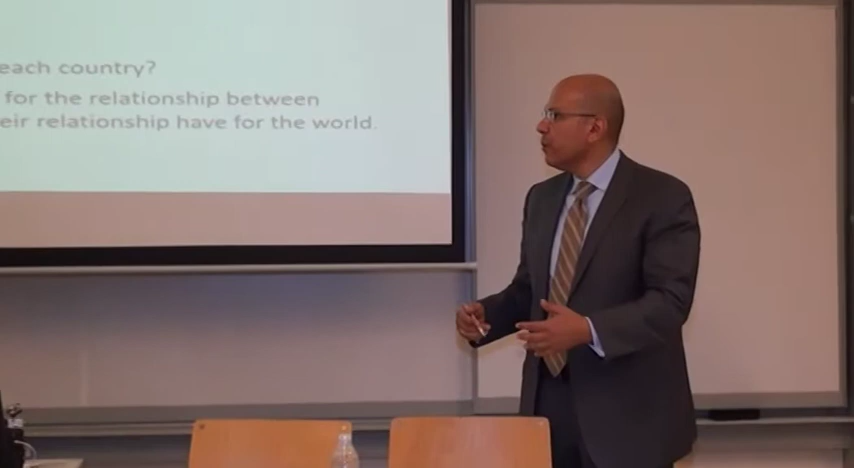 each country?
for the relationship between
eir relationship have for the world.